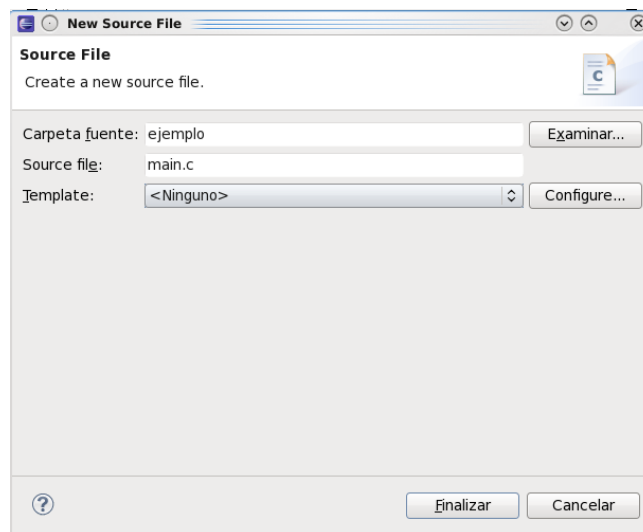 New Source File
Source File
Create a new source file.
C
Carpeta fuente: ejemplo Examinar...
Source file: main.c
Template: <Ninguno> Configure...
? Finalizar Cancelar